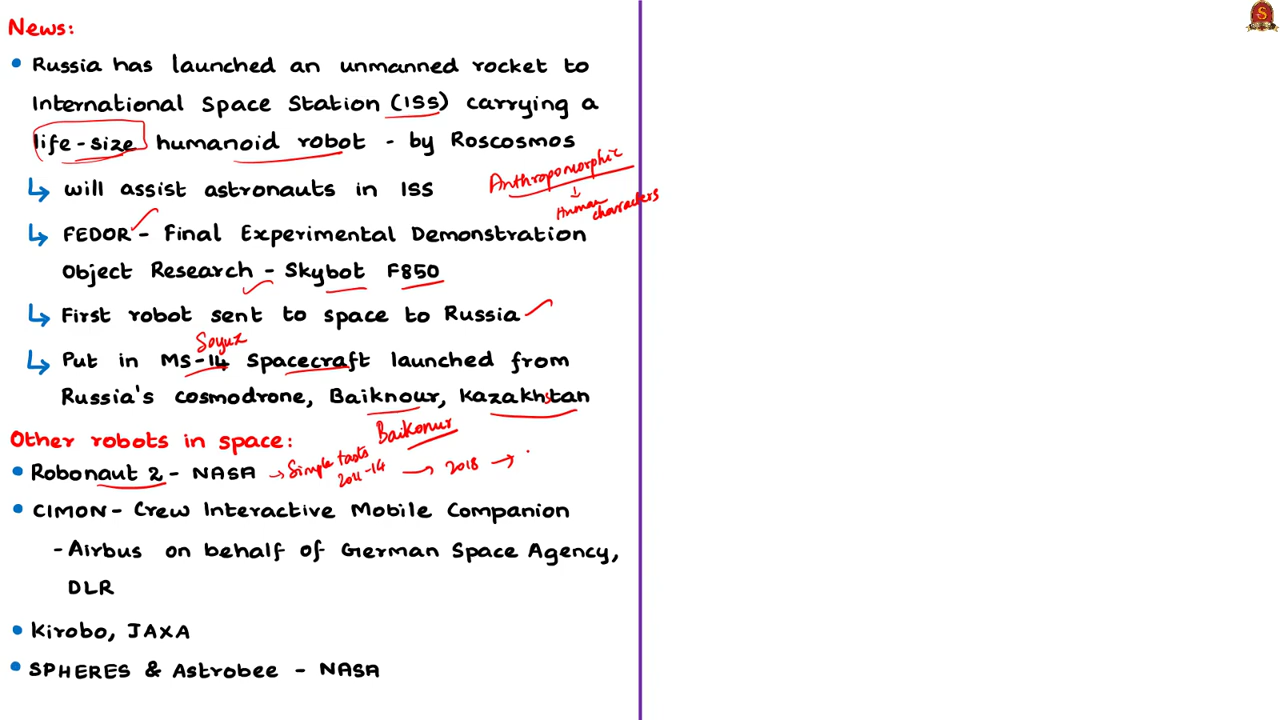 News:
• Russia has launched an unmanned rocket to
International Space Station (ISS) carrying a
life-size humanoid robot - by Roscosmos
Anthropomorphic
↓
Human characters
↳ will assist astronauts in ISS
↳ FEDOR - Final Experimental Demonstration
Object Research - Skybot F850
↳ First robot sent to space to Russia
Soyuz
↳ Put in MS-14 spacecraft launched from
Russia's cosmodrone, Baiknour, Kazakhstan
Baikonur
Other robots in space:
• Robonaut 2 - NASA → Simple tasts
2011-14 → 2018 →
• CIMON - Crew Interactive Mobile Companion
- Airbus on behalf of German Space Agency,
DLR
• Kirobo, JAXA
• SPHERES & Astrobee - NASA
S